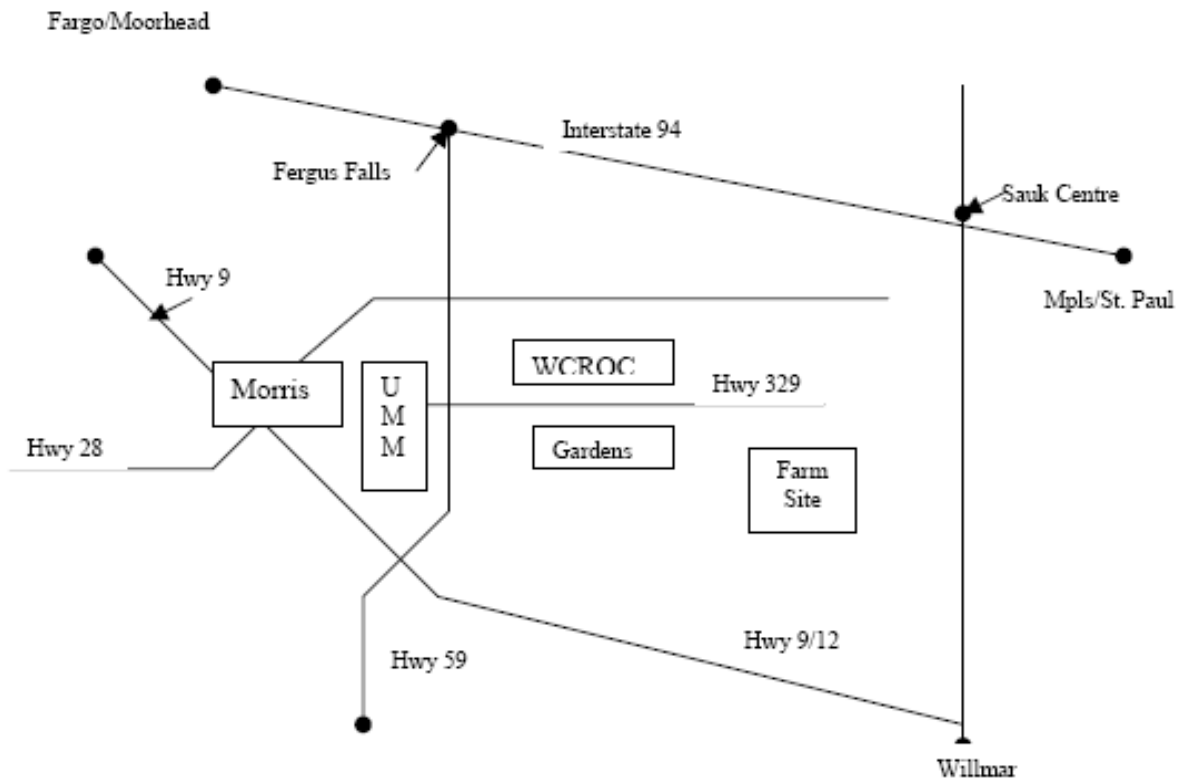 Fargo/Moorhead
Interstate 94
Fergus Falls
Sauk Centre
Hwy 9
Mpls/St. Paul
WCROC
Morris
U
M
M
Hwy 329
Hwy 28
Gardens
Farm
Site
Hwy 9/12
Hwy 59
Willmar